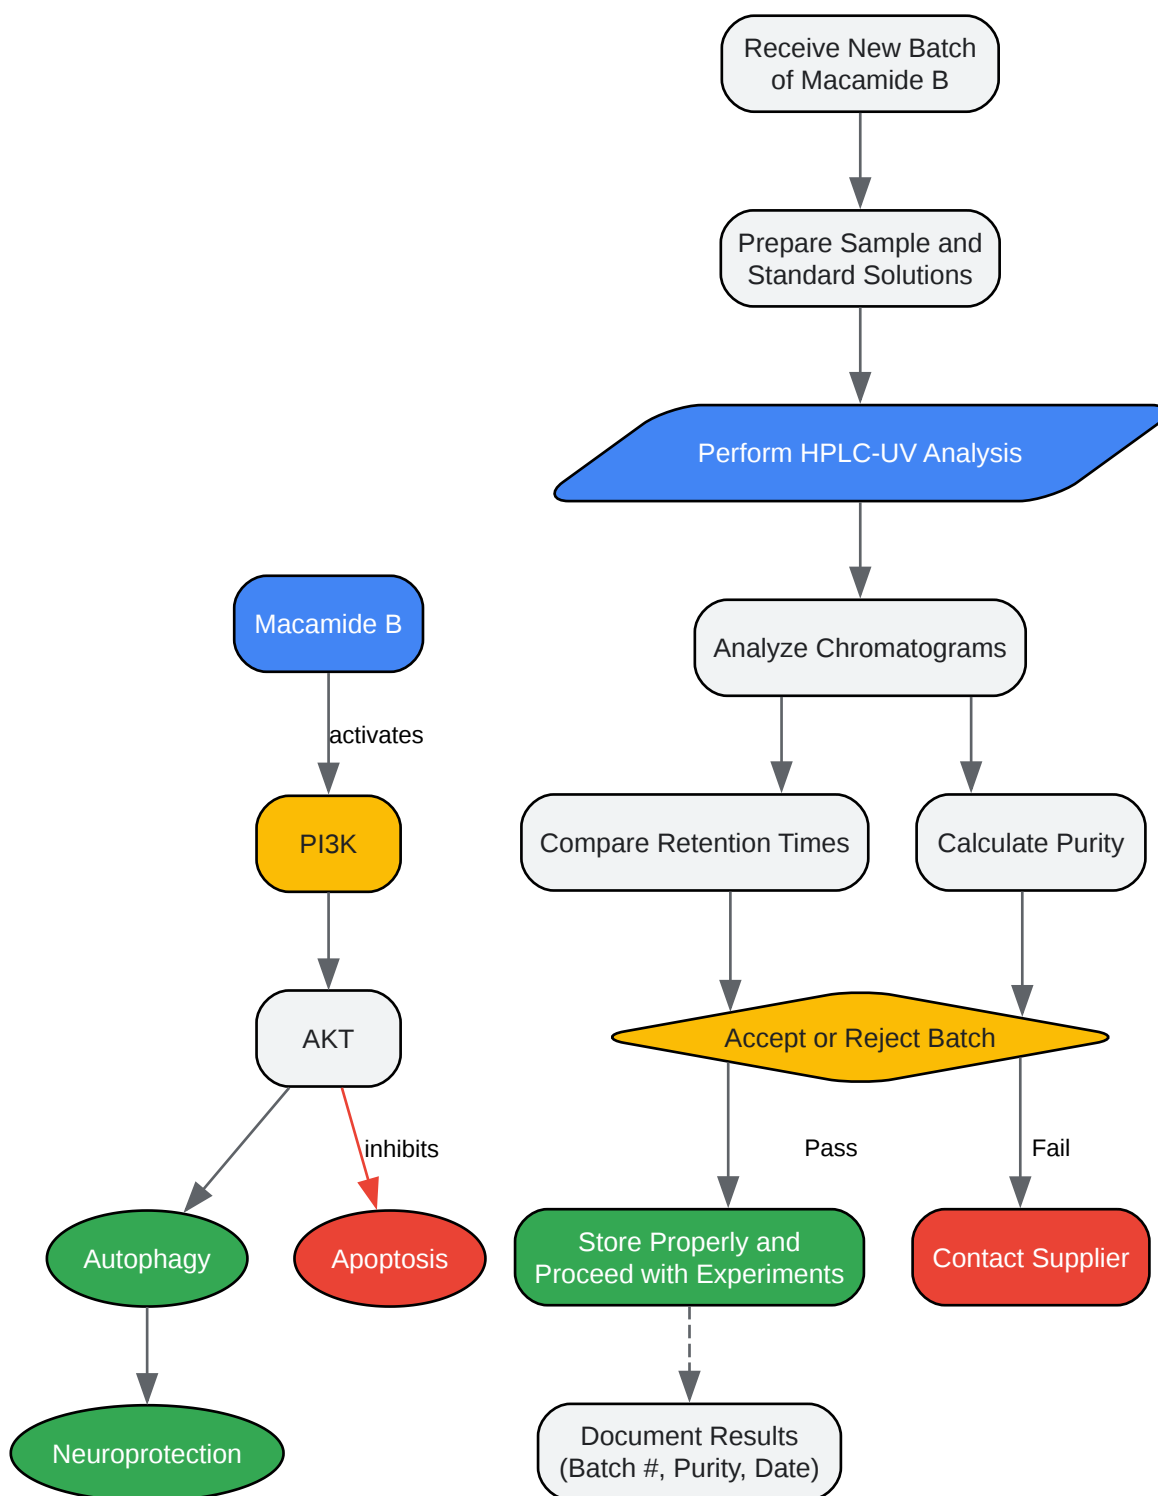 Receive New Batch
of Macamide B
Prepare Sample and
Standard Solutions
Perform HPLC-UV Analysis
Analyze Chromatograms
Compare Retention Times
Calculate Purity
Accept or Reject Batch
Pass
Fail
Store Properly and
Proceed with Experiments
Contact Supplier
Document Results
(Batch #, Purity, Date)
Macamide B
activates
PI3K
AKT
inhibits
Autophagy
Apoptosis
Neuroprotection